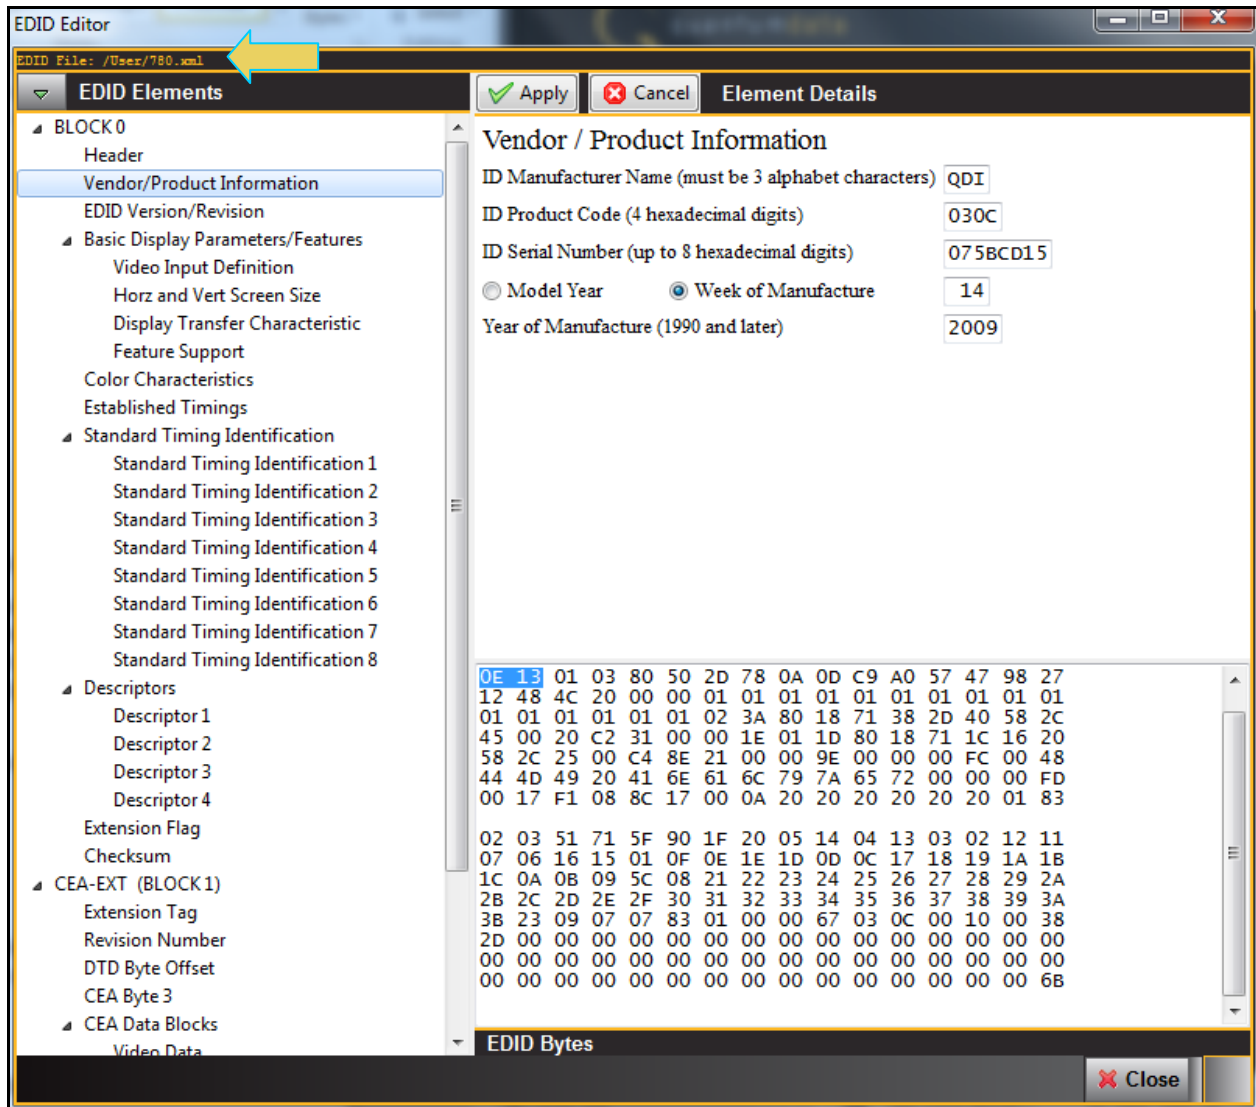 EDID Editor
EDID File: /User/780.xml
EDID Elements
Apply
Cancel
Element Details
BLOCK 0
Header
Vendor/Product Information
EDID Version/Revision
Basic Display Parameters/Features
Video Input Definition
Horz and Vert Screen Size
Display Transfer Characteristic
Feature Support
Color Characteristics
Established Timings
Standard Timing Identification
Standard Timing Identification 1
Standard Timing Identification 2
Standard Timing Identification 3
Standard Timing Identification 4
Standard Timing Identification 5
Standard Timing Identification 6
Standard Timing Identification 7
Standard Timing Identification 8
Descriptors
Descriptor 1
Descriptor 2
Descriptor 3
Descriptor 4
Extension Flag
Checksum
CEA-EXT (BLOCK 1)
Extension Tag
Revision Number
DTD Byte Offset
CEA Byte 3
CEA Data Blocks
Video Data
Vendor / Product Information
ID Manufacturer Name (must be 3 alphabet characters) QDI
ID Product Code (4 hexadecimal digits) 030C
ID Serial Number (up to 8 hexadecimal digits) 075BCD15
Model Year Week of Manufacture 14
Year of Manufacture (1990 and later) 2009
0E 13 01 03 80 50 2D 78 0A 0D C9 A0 57 47 98 27
12 48 4C 20 00 00 01 01 01 01 01 01 01 01 01 01
01 01 01 01 01 01 02 3A 80 18 71 38 2D 40 58 2C
45 00 20 C2 31 00 00 1E 01 1D 80 18 71 1C 16 20
58 2C 25 00 C4 8E 21 00 00 9E 00 00 00 FC 00 48
44 4D 49 20 41 6E 61 6C 79 7A 65 72 00 00 00 FD
00 17 F1 08 8C 17 00 0A 20 20 20 20 20 20 01 83
02 03 51 71 5F 90 1F 20 05 14 04 13 03 02 12 11
07 06 16 15 01 0F 0E 1E 1D 0D 0C 17 18 19 1A 1B
1C 0A 0B 09 5C 08 21 22 23 24 25 26 27 28 29 2A
2B 2C 2D 2E 2F 30 31 32 33 34 35 36 37 38 39 3A
3B 23 09 07 07 83 01 00 00 67 03 0C 00 10 00 38
2D 00 00 00 00 00 00 00 00 00 00 00 00 00 00 00
00 00 00 00 00 00 00 00 00 00 00 00 00 00 00 00
00 00 00 00 00 00 00 00 00 00 00 00 00 00 00 6B
EDID Bytes
Close